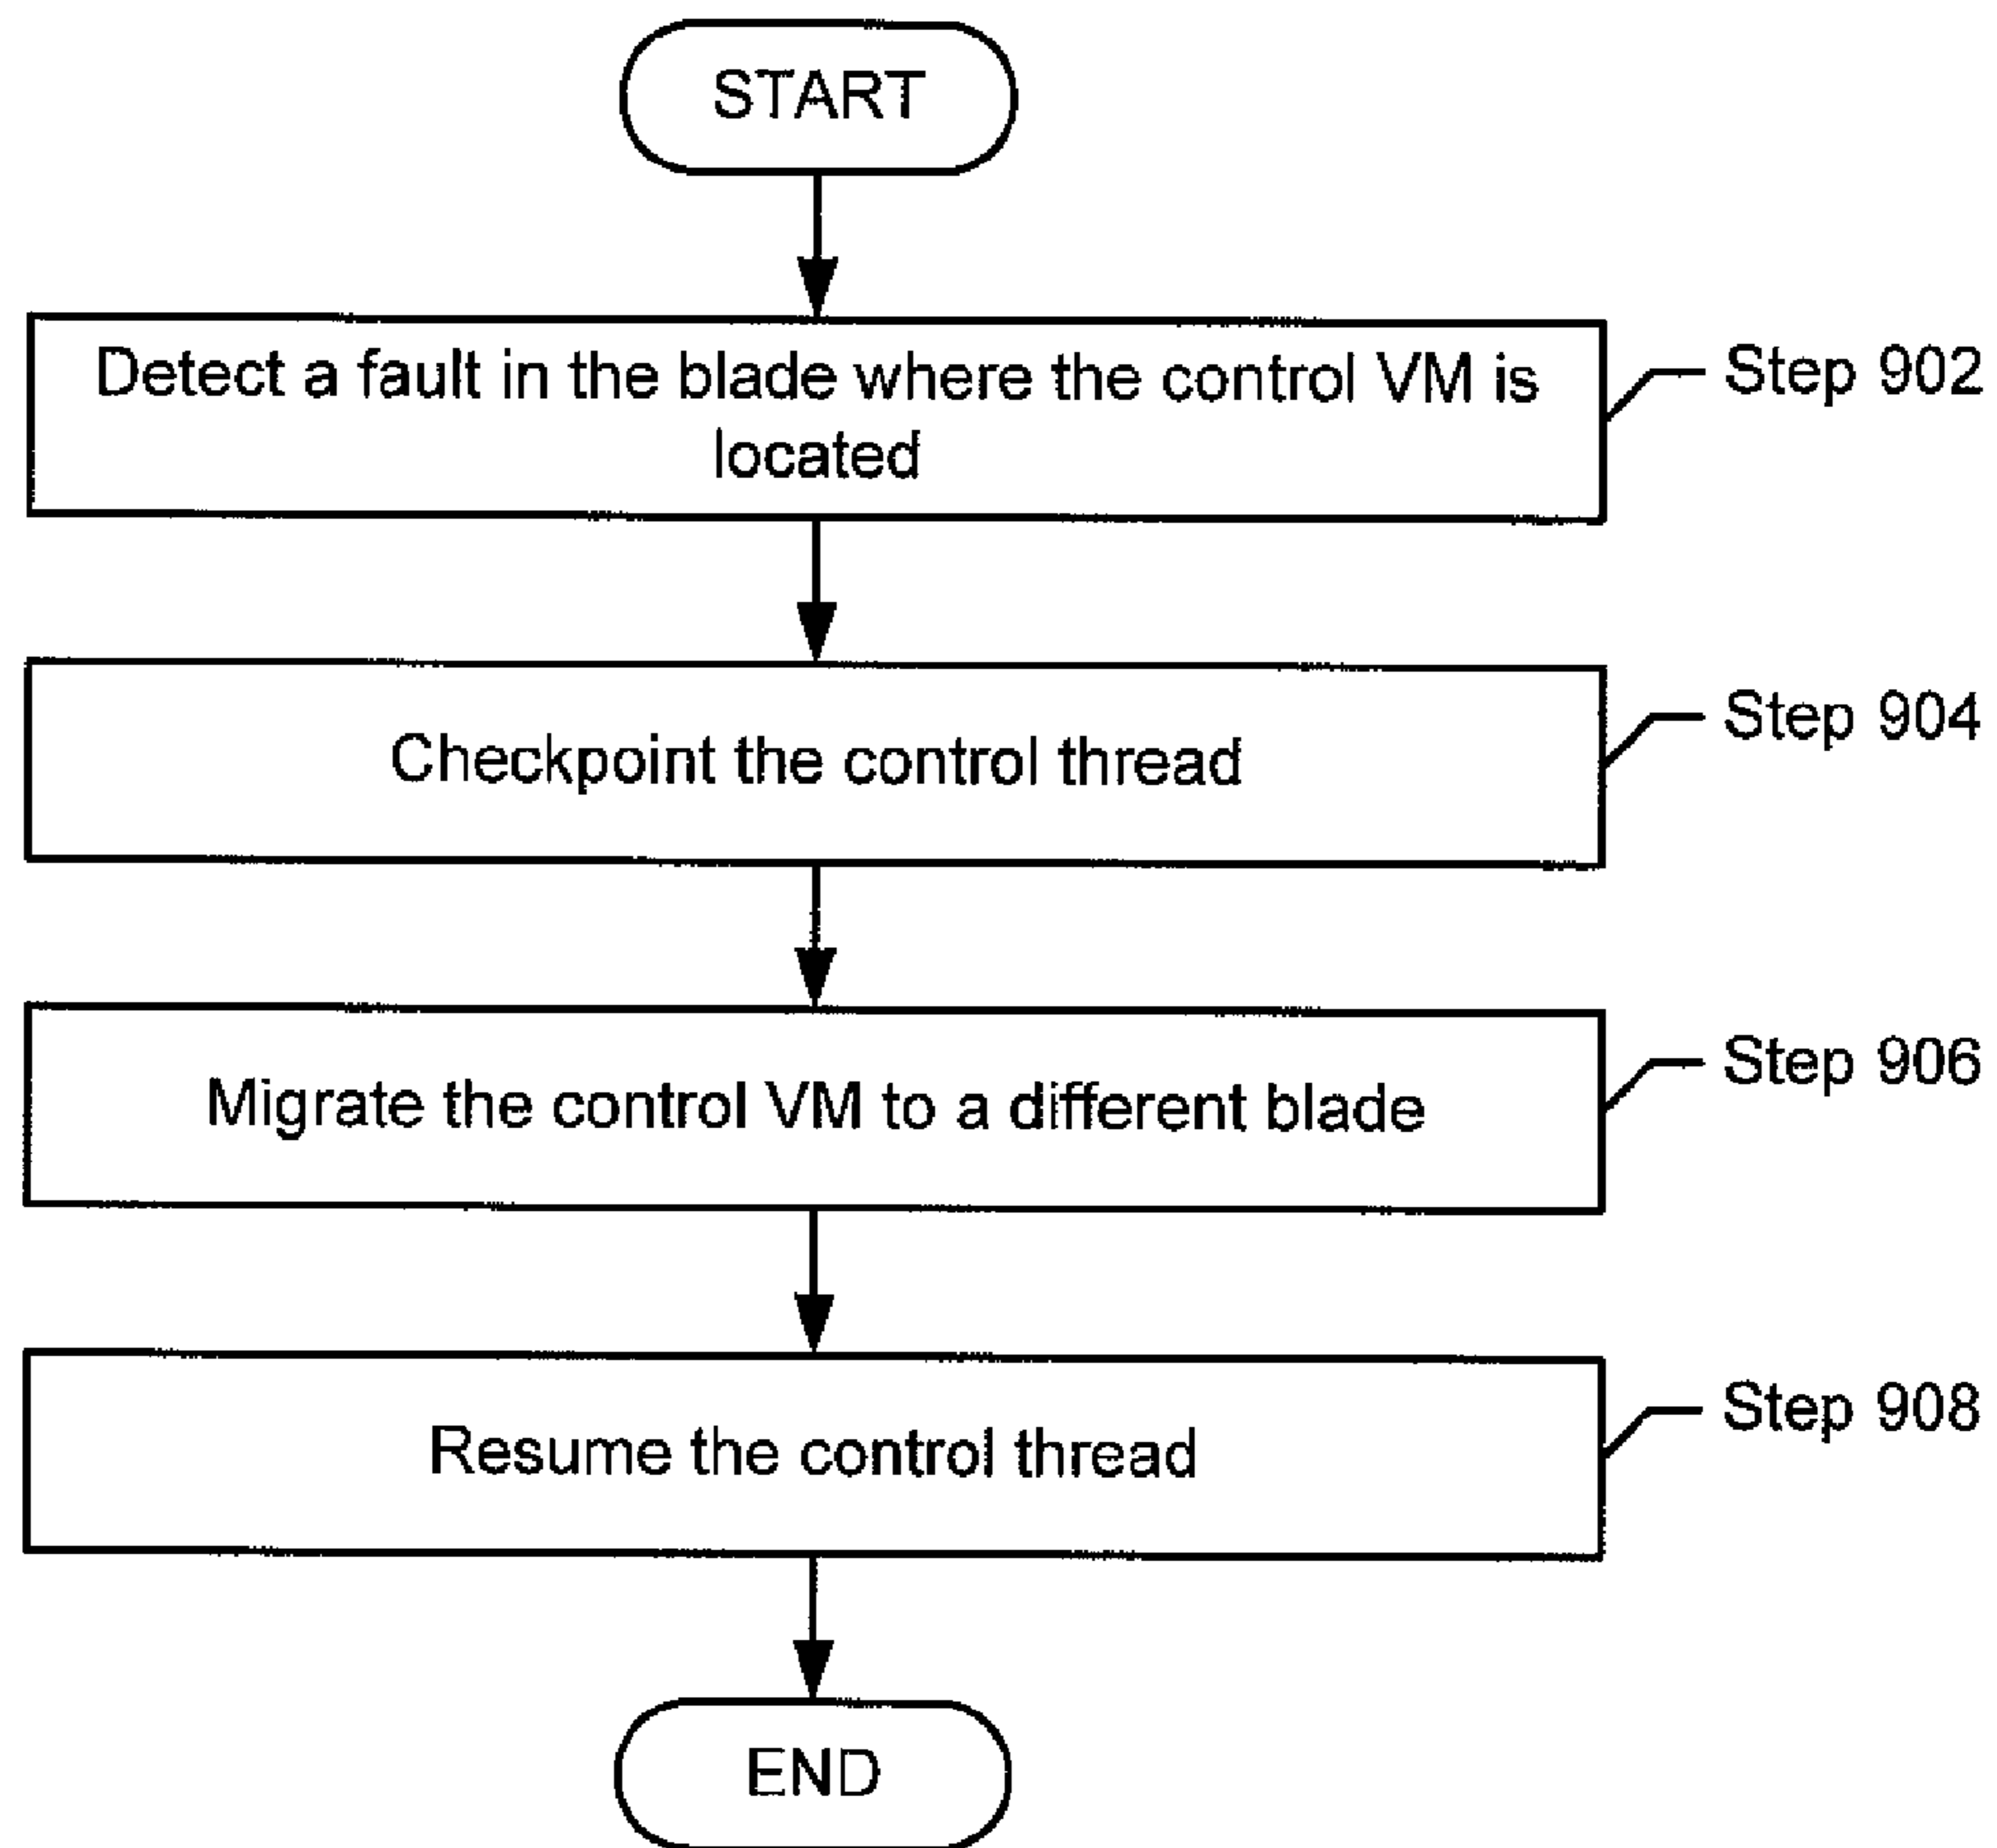 START
Detect a fault in the blade where the control VM is
located
Step 902
Checkpoint the control thread
Step 904
Migrate the control VM to a different blade
Step 906
Resume the control thread
Step 908
END